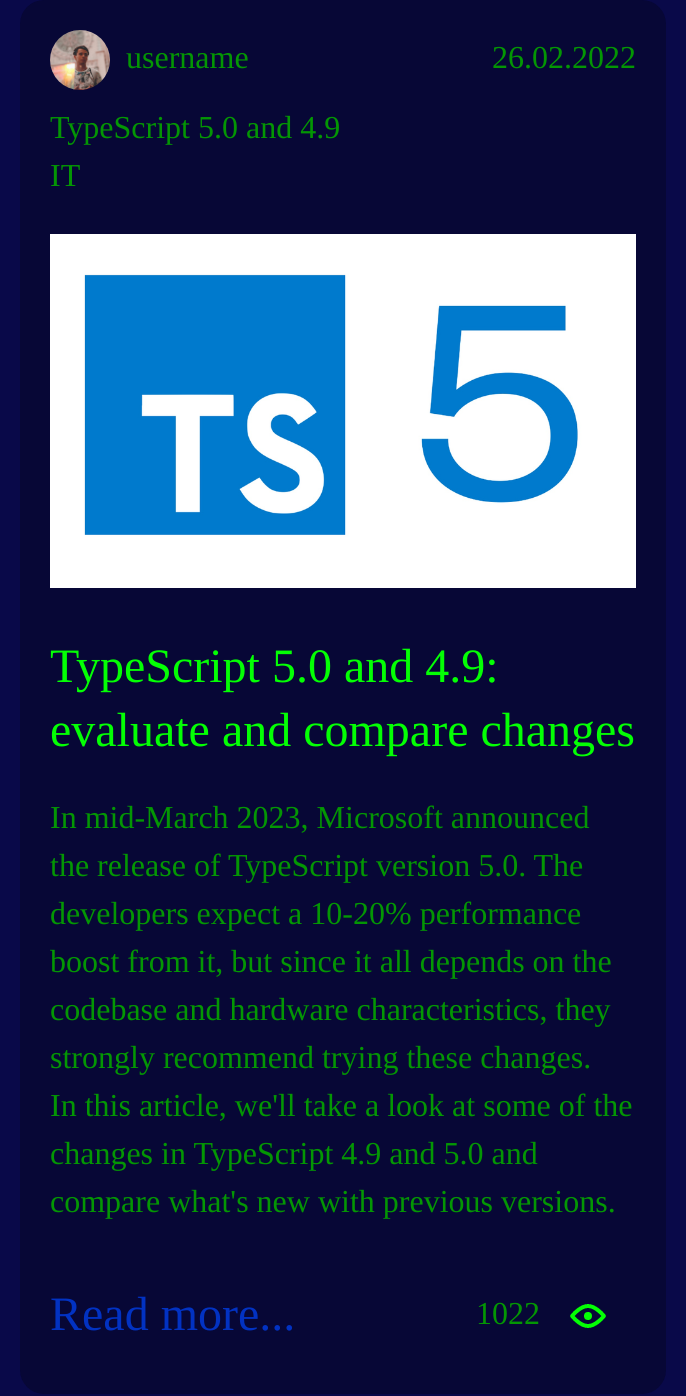 username 26.02.2022
TypeScript 5.0 and 4.9
IT
TS 5
TypeScript 5.0 and 4.9:
evaluate and compare changes
In mid-March 2023, Microsoft announced
the release of TypeScript version 5.0. The
developers expect a 10-20% performance
boost from it, but since it all depends on the
codebase and hardware characteristics, they
strongly recommend trying these changes.
In this article, we'll take a look at some of the
changes in TypeScript 4.9 and 5.0 and
compare what's new with previous versions.
Read more... 1022